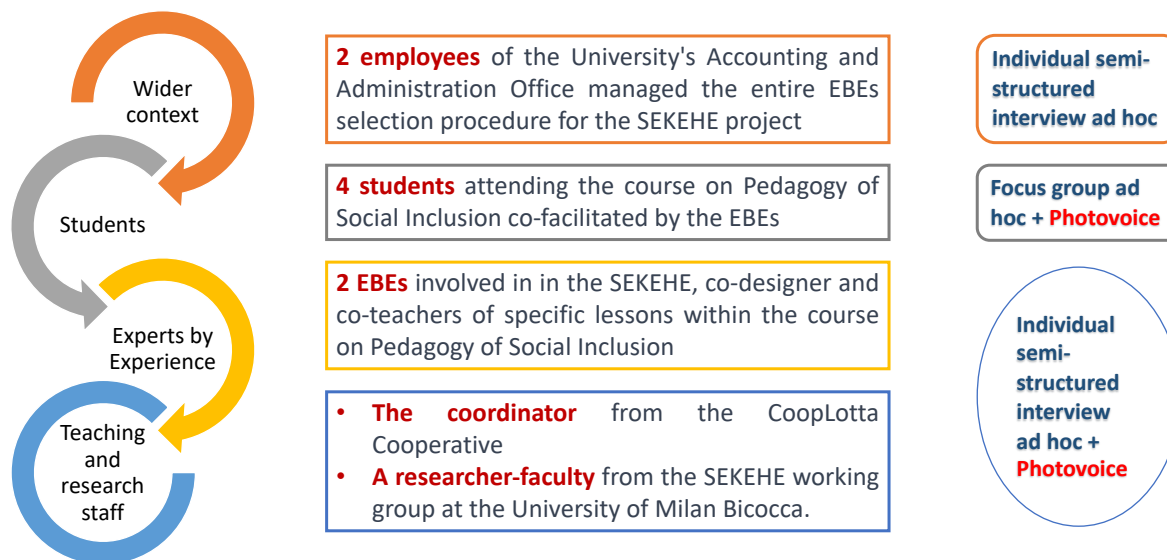 Wider
context
2 employees of the University's Accounting and
Administration Office managed the entire EBEs
selection procedure for the SEKEHE project
Individual semi-
structured
interview ad hoc
Students
4 students attending the course on Pedagogy of
Social Inclusion co-facilitated by the EBEs
Focus group ad
hoc + Photovoice
Experts by
Experience
2 EBEs involved in in the SEKEHE, co-designer and
co-teachers of specific lessons within the course
on Pedagogy of Social Inclusion
Teaching
and
research
staff
• The coordinator from the CoopLotta
Cooperative
• A researcher-faculty from the SEKEHE working
group at the University of Milan Bicocca.
Individual
semi-
structured
interview
ad hoc +
Photovoice